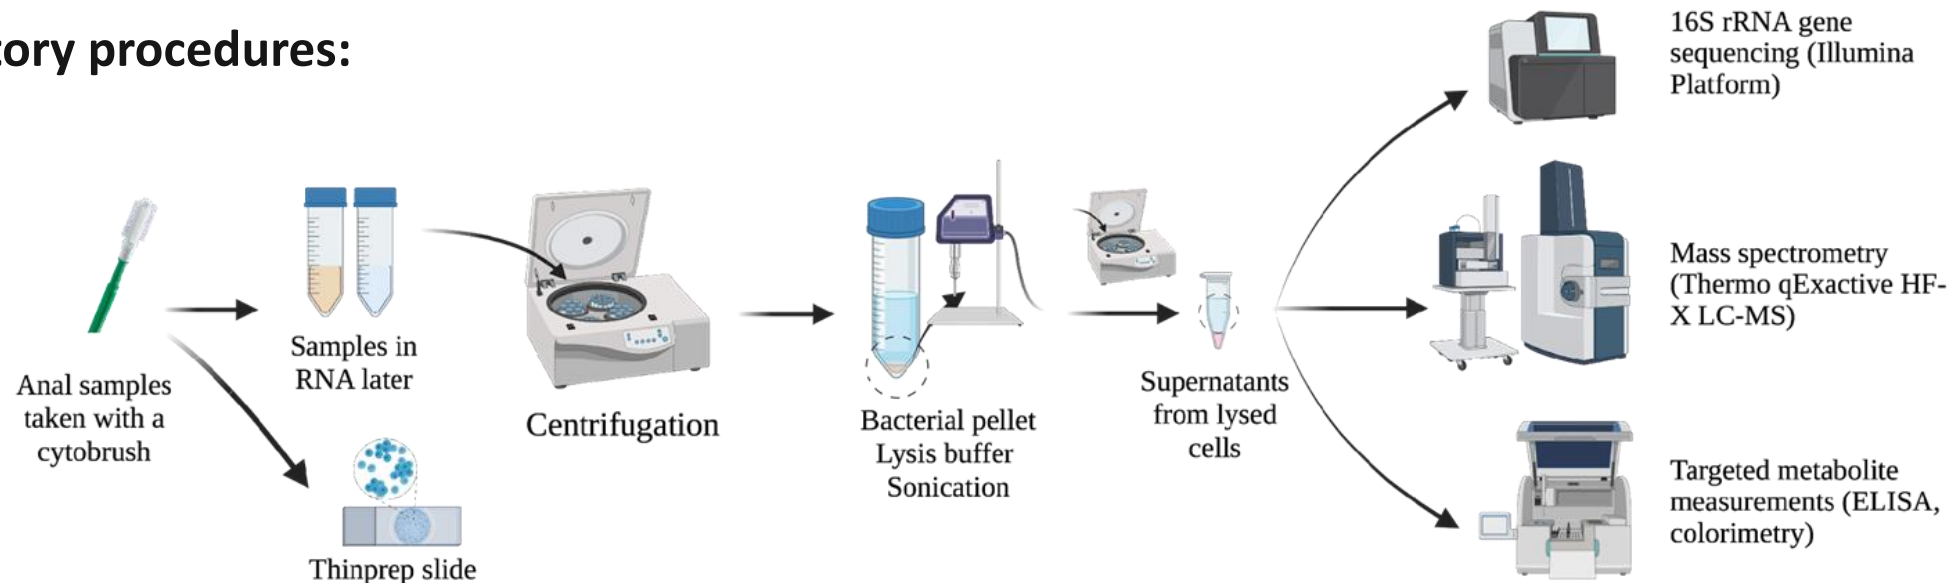 tory procedures:
16S rRNA gene
sequencing (Illumina
Platform)
Anal samples
taken with a
cytobrush
Samples in
RNA later
Thinprep slide
Centrifugation
Bacterial pellet
Lysis buffer
Sonication
Supernatants
from lysed
cells
Mass spectrometry
(Thermo qExactive HF-
X LC-MS)
Targeted metabolite
measurements (ELISA,
colorimetry)